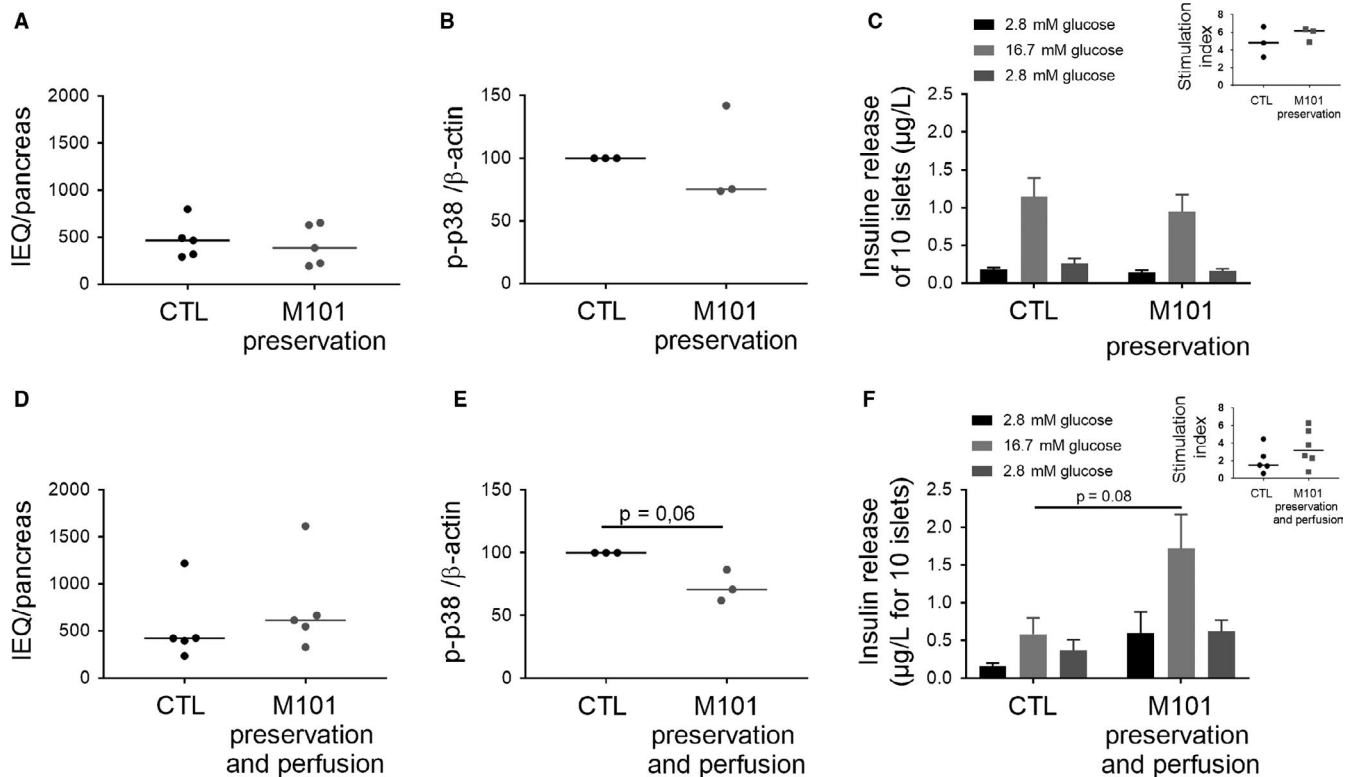 A
IEQ/pancreas
2000
1500
1000
500
0
CTL
M101
preservation
B
p-p38 /β-actin
150
100
50
0
CTL
M101
preservation
C
2.8 mM glucose
16.7 mM glucose
2.8 mM glucose
Stimulation
index
8
6
4
2
0
CTL
M101
preservation
Insuline release
of 10 islets (µg/L)
2.5
2.0
1.5
1.0
0.5
0.0
CTL
M101
preservation
D
IEQ/pancreas
2000
1500
1000
500
0
CTL
M101
preservation
and perfusion
E
p-p38 /β-actin
150
100
50
0
p = 0,06
CTL
M101
preservation
and perfusion
F
2.8 mM glucose
16.7 mM glucose
2.8 mM glucose
Stimulation
index
8
6
4
2
0
CTL
M101
preservation
and perfusion
Insulin release
(µg/L for 10 islets)
2.5
2.0
1.5
1.0
0.5
0.0
p = 0.08
CTL
M101
preservation
and perfusion